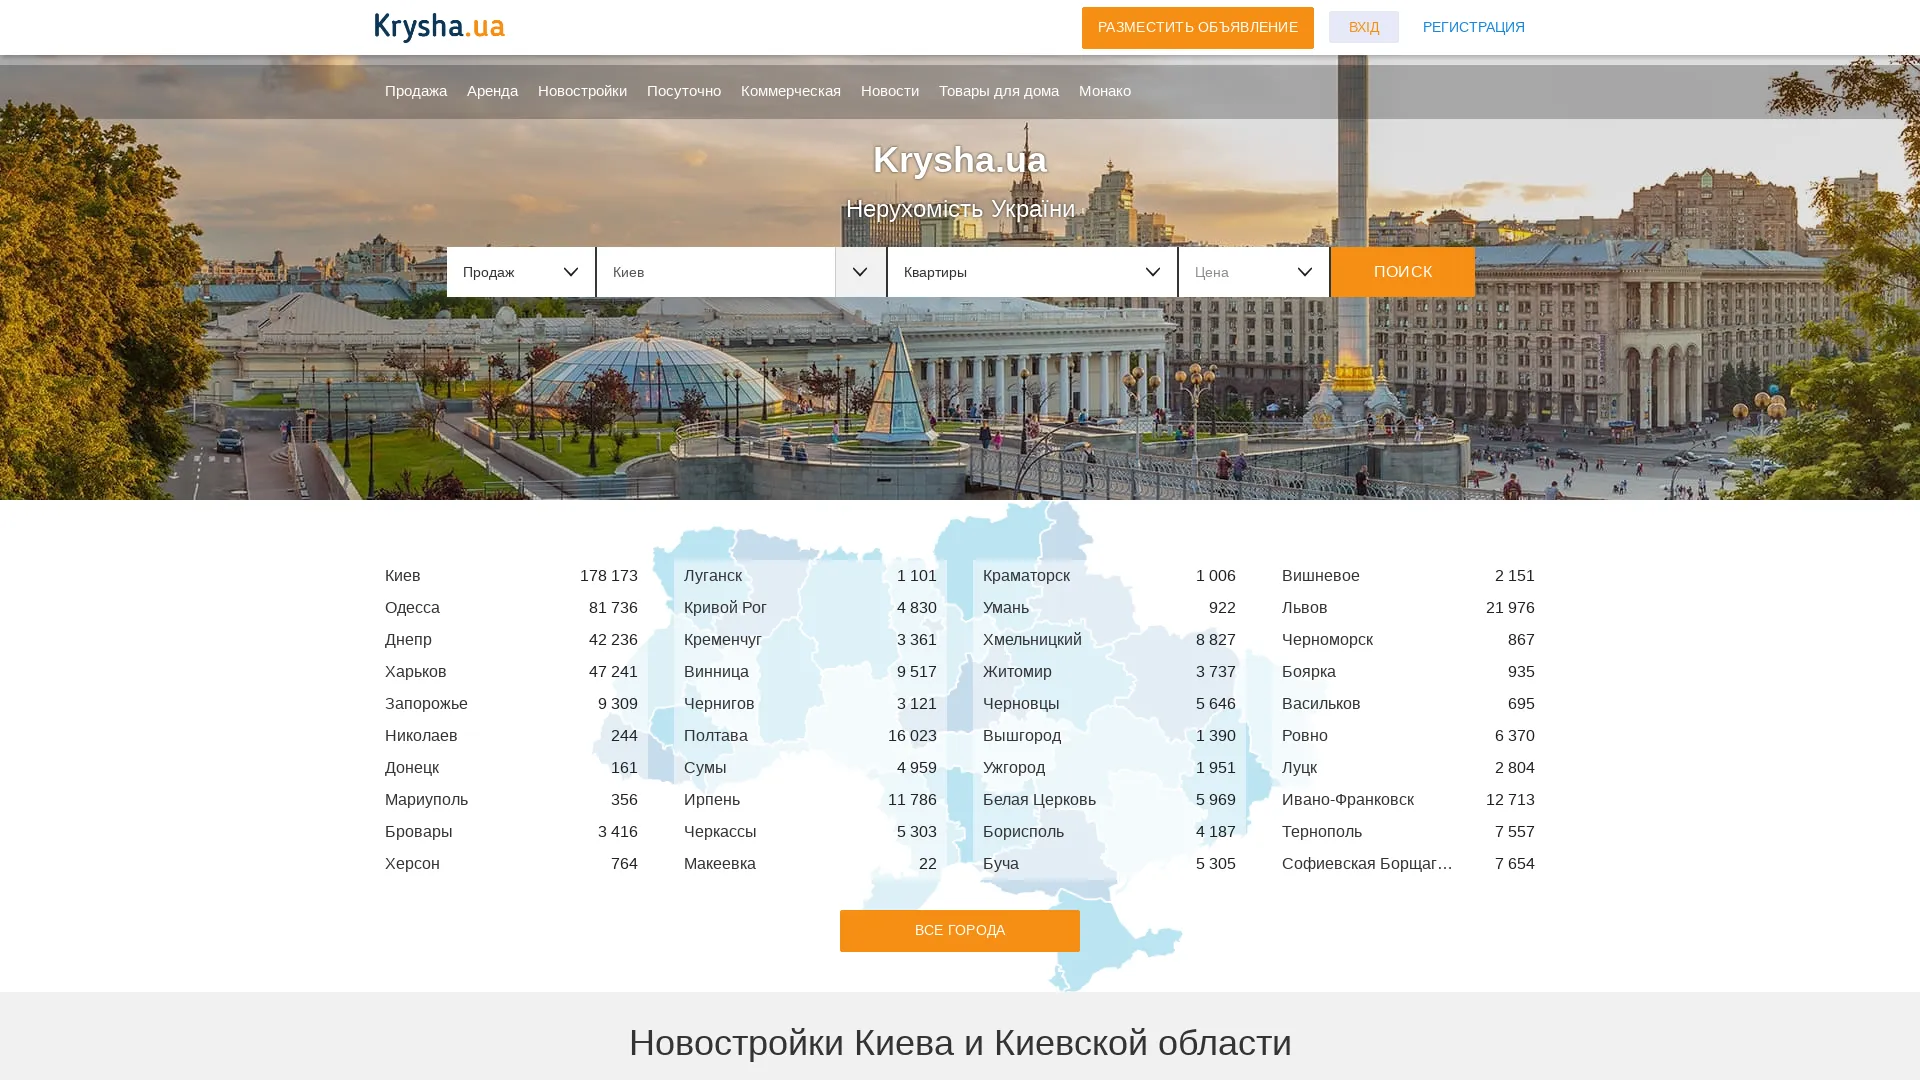 Krysha.ua
РАЗМЕСТИТЬ ОБЪЯВЛЕНИЕ
ВХІД
РЕГИСТРАЦИЯ
Продажа Аренда Новостройки Посуточно Коммерческая Новости Товары для дома Монако
Krysha.ua
Нерухомість України
Продаж
Киев
Квартиры
Цена
ПОИСК
Киев 178 173
Одесса 81 736
Днепр 42 236
Харьков 47 241
Запорожье 9 309
Николаев 244
Донецк 161
Мариуполь 356
Бровары 3 416
Херсон 764
Луганск 1 101
Кривой Рог 4 830
Кременчуг 3 361
Винница 9 517
Чернигов 3 121
Полтава 16 023
Сумы 4 959
Ирпень 11 786
Черкассы 5 303
Макеевка 22
Краматорск 1 006
Умань 922
Хмельницкий 8 827
Житомир 3 737
Черновцы 5 646
Вышгород 1 390
Ужгород 1 951
Белая Церковь 5 969
Борисполь 4 187
Буча 5 305
Вишневое 2 151
Львов 21 976
Черноморск 867
Боярка 935
Васильков 695
Ровно 6 370
Луцк 2 804
Ивано-Франковск 12 713
Тернополь 7 557
Софиевская Борщаг… 7 654
ВСЕ ГОРОДА
Новостройки Киева и Киевской области